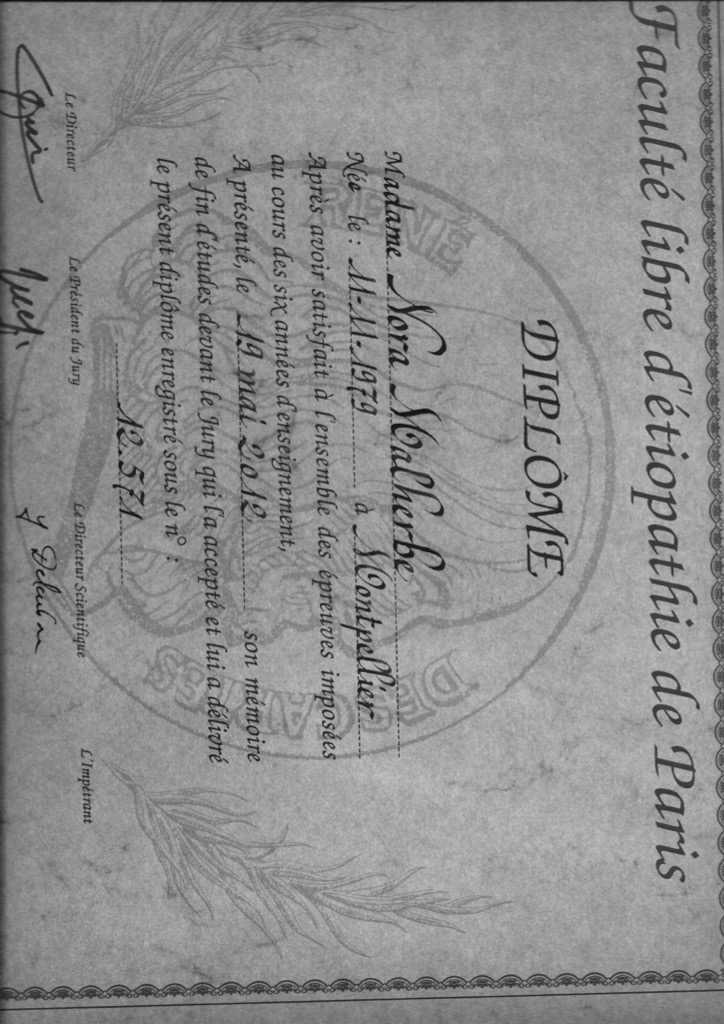 Faculté libre d'étiopathie de Paris
DIPLÔME
Madame Nora Malherbe
Née le : 11-11-1979 à Montpellier
Après avoir satisfait à l'ensemble des épreuves imposées
au cours des six années d'enseignement,
A présenté, le 19 mai 2012 son mémoire
de fin d'études devant le Jury qui l'a accepté et lui a délivré
le présent diplôme enregistré sous le n° :
12.571
Le Directeur Le Président du Jury Le Directeur Scientifique L'Impétrant
RENÉ
DESCARTES